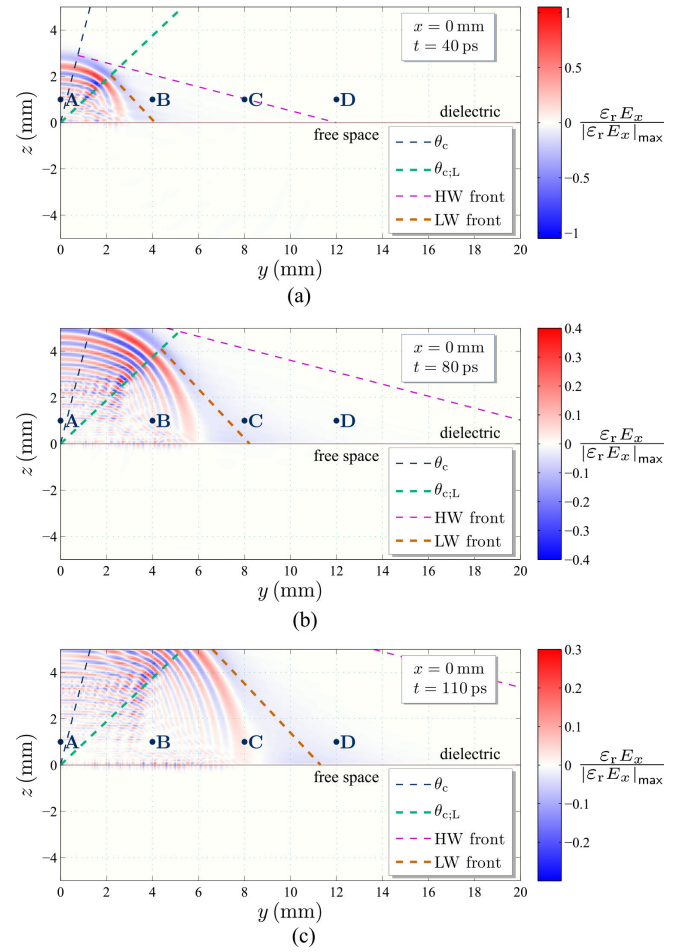 x = 0 mm
t = 40 ps
4
2
0
−2
−4
z (mm)
A
B
C
D
dielectric
free space
θc
θc;L
HW front
LW front
0 2 4 6 8 10 12 14 16 18 20
y (mm)
1
0.5
0
−0.5
−1
εrEx
|εrEx|max
(a)
x = 0 mm
t = 80 ps
4
2
0
−2
−4
z (mm)
A
B
C
D
dielectric
free space
θc
θc;L
HW front
LW front
0 2 4 6 8 10 12 14 16 18 20
y (mm)
0.4
0.3
0.2
0.1
0
−0.1
−0.2
−0.3
−0.4
εrEx
|εrEx|max
(b)
x = 0 mm
t = 110 ps
4
2
0
−2
−4
z (mm)
A
B
C
D
dielectric
free space
θc
θc;L
HW front
LW front
0 2 4 6 8 10 12 14 16 18 20
y (mm)
0.3
0.2
0.1
0
−0.1
−0.2
εrEx
|εrEx|max
(c)